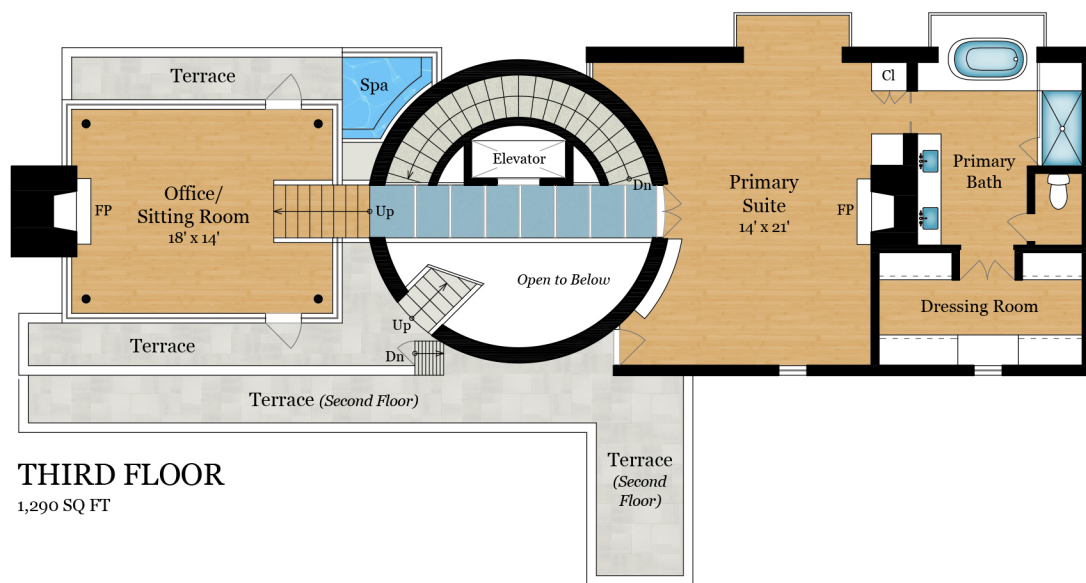 Terrace
Spa
Cl
Elevator
Office/
Sitting Room
18' x 14'
FP
Up
Dn
Primary
Suite
14' x 21'
FP
Primary
Bath
Open to Below
Dressing Room
Up
Dn
Terrace
Terrace (Second Floor)
Terrace
(Second
Floor)
THIRD FLOOR
1,290 SQ FT